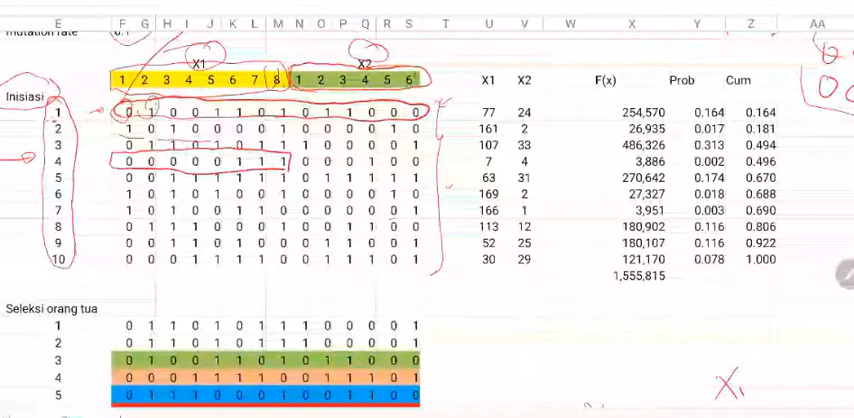 E F G H I J K L M N O P Q R S T U V W X Y Z AA
mutation rate 0.1
X1 X2
1 2 3 4 5 6 7 8 1 2 3 4 5 6 X1 X2 F(x) Prob Cum
Inisiasi
1 0 1 0 0 1 1 0 1 0 1 1 0 0 0 77 24 254,570 0.164 0.164
2 1 0 1 0 0 0 0 1 0 0 0 0 1 0 161 2 26,935 0.017 0.181
3 0 1 1 0 1 0 1 1 1 0 0 0 0 1 107 33 486,326 0.313 0.494
4 0 0 0 0 0 1 1 1 0 0 0 1 0 0 7 4 3,886 0.002 0.496
5 0 0 1 1 1 1 1 1 0 1 1 1 1 1 63 31 270,642 0.174 0.670
6 1 0 1 0 1 0 0 1 0 0 0 0 1 0 169 2 27,327 0.018 0.688
7 1 0 1 0 0 1 1 0 0 0 0 0 0 1 166 1 3,951 0.003 0.690
8 0 1 1 1 0 0 0 1 0 0 1 1 0 0 113 12 180,902 0.116 0.806
9 0 0 1 1 0 1 0 0 0 1 1 0 0 1 52 25 180,107 0.116 0.922
10 0 0 0 1 1 1 1 0 0 1 1 1 0 1 30 29 121,170 0.078 1.000
1,555,815
Seleksi orang tua
1 0 1 1 0 1 0 1 1 1 0 0 0 0 1
2 0 1 1 0 1 0 1 1 1 0 0 0 0 1
3 0 1 0 0 1 1 0 1 0 1 1 0 0 0
4 0 0 0 1 1 1 1 0 0 1 1 1 0 1
5 0 1 1 1 0 0 0 1 0 0 1 1 0 0
X1